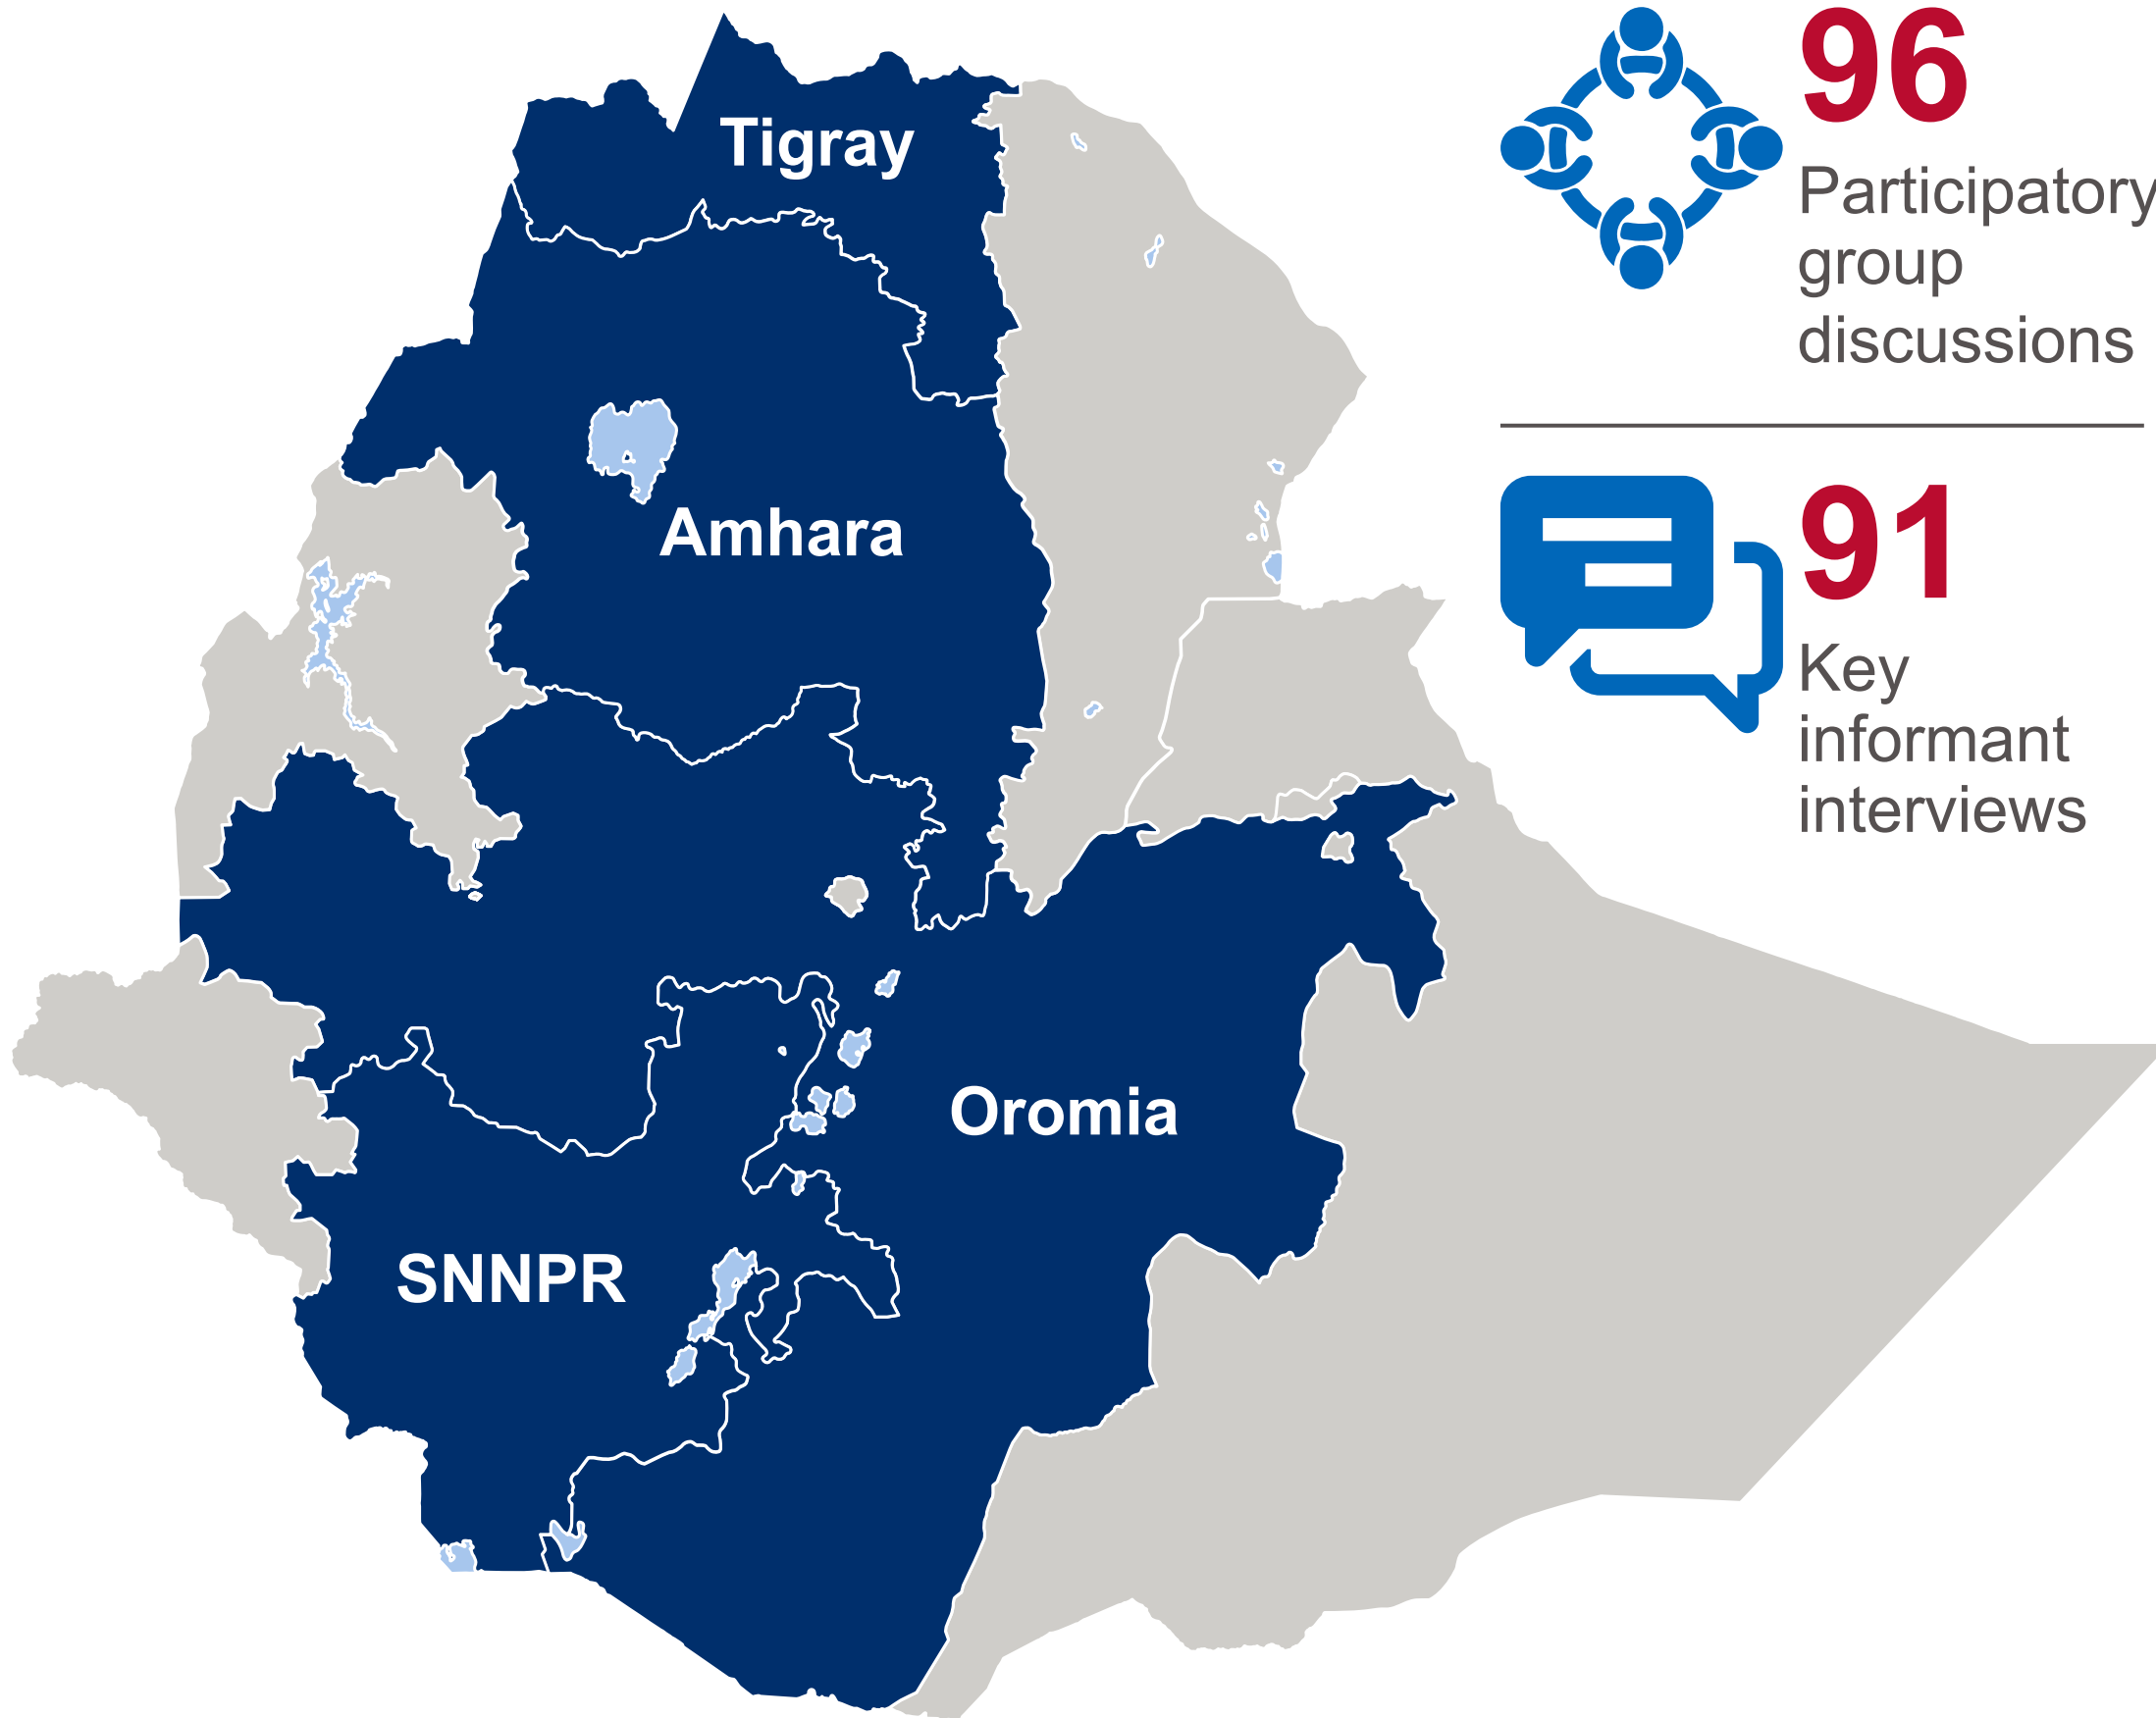 Tigray
Amhara
Oromia
SNNPR
96
Participatory
group
discussions
91
Key
informant
interviews